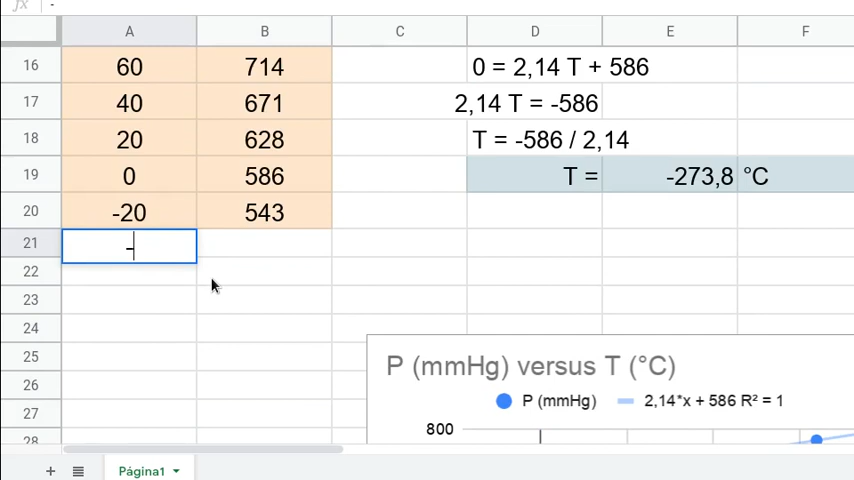 fx -
A B C D E F
16 60 714 0 = 2,14 T + 586
17 40 671 2,14 T = -586
18 20 628 T = -586 / 2,14
19 0 586 T = -273,8 °C
20 -20 543
21 -
22
23
24
25
26
27
28
P (mmHg) versus T (°C)
P (mmHg) 2,14*x + 586 R² = 1
800
Página1